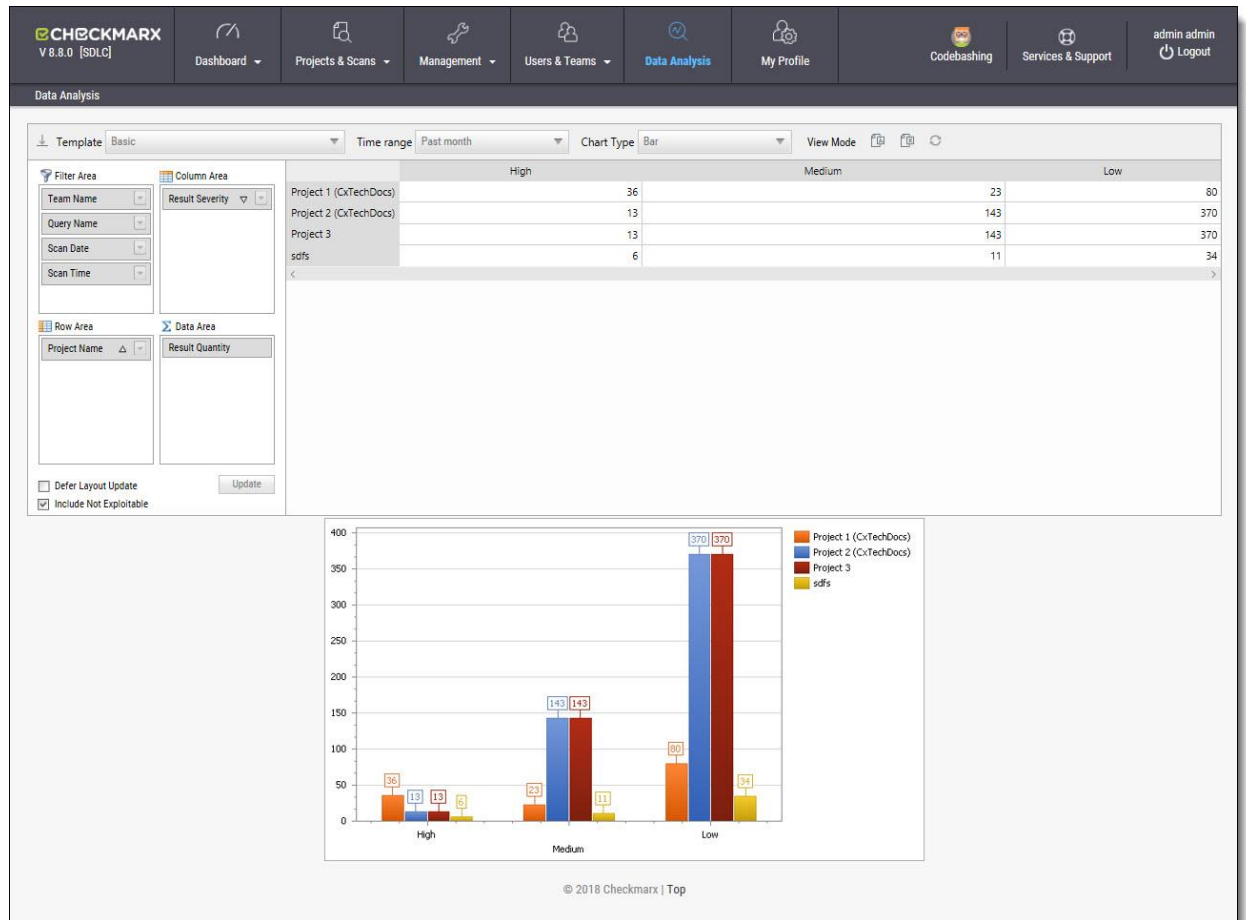 CHECKMARX
V 8.8.0 [SDLC]
Dashboard
Projects & Scans
Management
Users & Teams
Data Analysis
My Profile
Codebashing
Services & Support
admin admin
Logout
Data Analysis
Template Basic Time range Past month Chart Type Bar View Mode
Filter Area
Team Name
Query Name
Scan Date
Scan Time
Column Area
Result Severity
Row Area
Project Name
Data Area
Result Quantity
Defer Layout Update
Update
Include Not Exploitable
High Medium Low
Project 1 (CxTechDocs) 36 23 80
Project 2 (CxTechDocs) 13 143 370
Project 3 13 143 370
sdfs 6 11 34
400
350
300
250
200
150
100
50
0
36
13
13
6
23
143
143
11
80
370
370
34
High
Medium
Low
Project 1 (CxTechDocs)
Project 2 (CxTechDocs)
Project 3
sdfs
© 2018 Checkmarx | Top